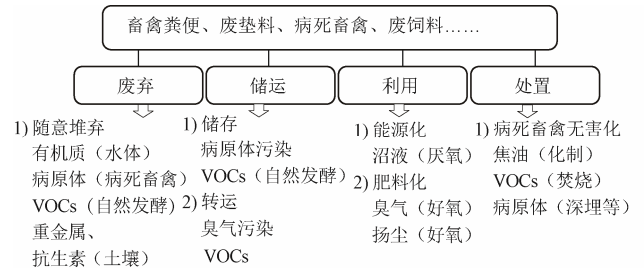 畜禽粪便、废垫料、病死畜禽、废饲料……
废弃
储运
利用
处置
1) 随意堆弃
有机质（水体）
病原体（病死畜禽）
VOCs（自然发酵）
重金属、
抗生素（土壤）
1) 储存
病原体污染
VOCs（自然发酵）
2) 转运
臭气污染
VOCs
1) 能源化
沼液（厌氧）
2) 肥料化
臭气（好氧）
扬尘（好氧）
1) 病死畜禽无害化
焦油（化制）
VOCs（焚烧）
病原体（深埋等）